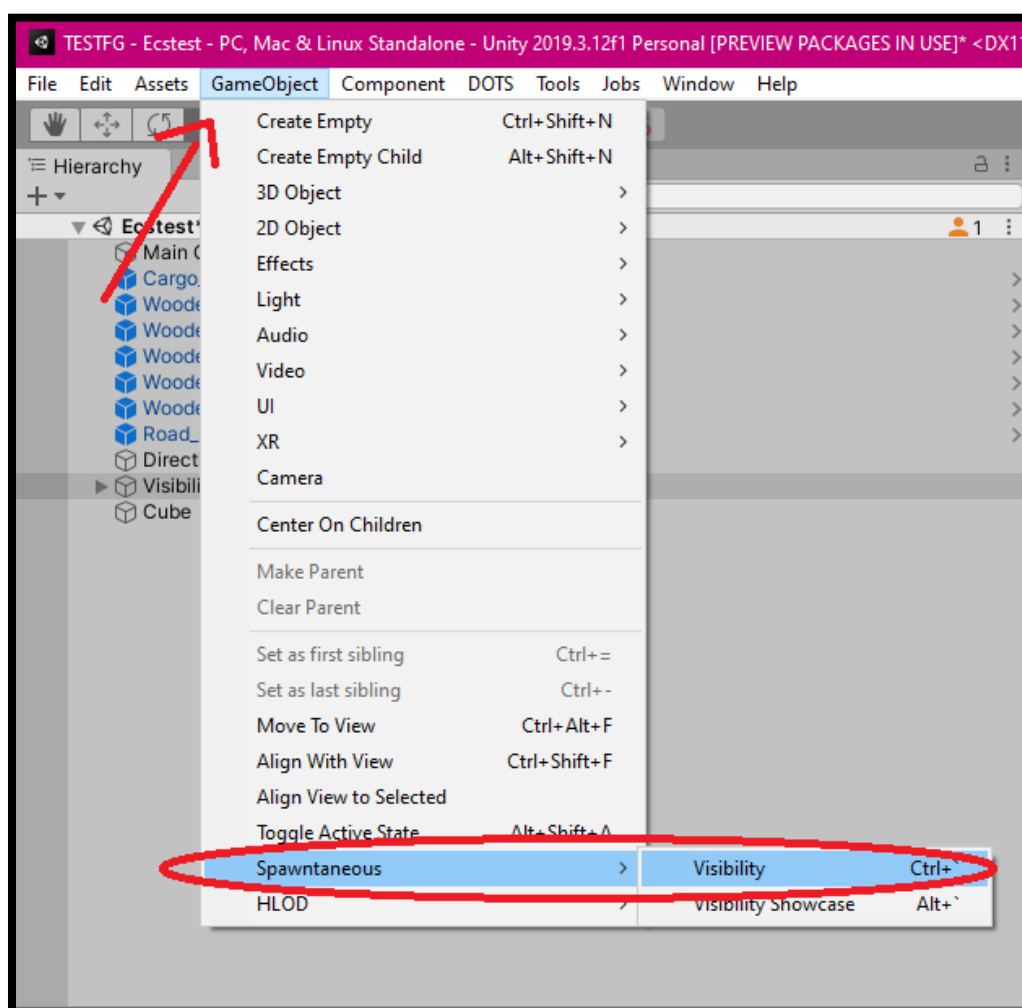 TESTFG - Ecstest - PC, Mac & Linux Standalone - Unity 2019.3.12f1 Personal [PREVIEW PACKAGES IN USE]* <DX11
File Edit Assets GameObject Component DOTS Tools Jobs Window Help
Hierarchy
Ecstest* 1
Main C
Cargo_
Woode
Woode
Woode
Woode
Woode
Road_
Direct
Visibili
Cube
Create Empty Ctrl+Shift+N
Create Empty Child Alt+Shift+N
3D Object
2D Object
Effects
Light
Audio
Video
UI
XR
Camera
Center On Children
Make Parent
Clear Parent
Set as first sibling Ctrl+=
Set as last sibling Ctrl+-
Move To View Ctrl+Alt+F
Align With View Ctrl+Shift+F
Align View to Selected
Toggle Active State Alt+Shift+A
Spawntaneous
HLOD
Visibility Ctrl+`
Visibility Showcase Alt+`